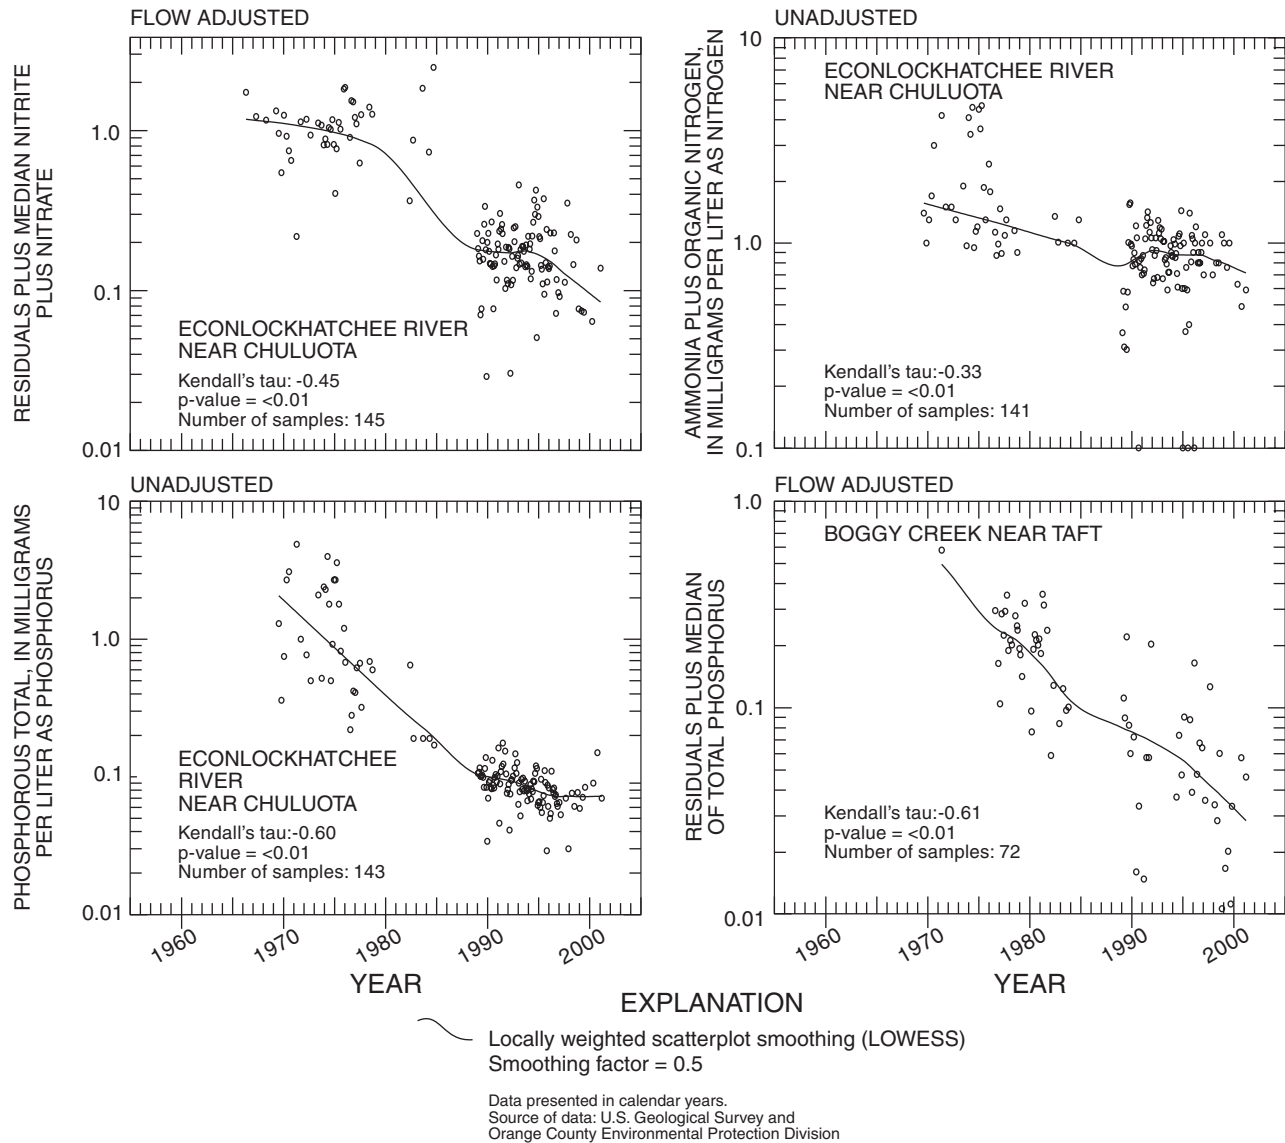 FLOW ADJUSTED
RESIDUALS PLUS MEDIAN NITRITE
PLUS NITRATE
1.0
0.1
0.01
ECONLOCKHATCHEE RIVER
NEAR CHULUOTA
Kendall's tau: -0.45
p-value = <0.01
Number of samples: 145
UNADJUSTED
AMMONIA PLUS ORGANIC NITROGEN,
IN MILLIGRAMS PER LITER AS NITROGEN
10
1.0
0.1
ECONLOCKHATCHEE RIVER
NEAR CHULUOTA
Kendall's tau:-0.33
p-value = <0.01
Number of samples: 141
UNADJUSTED
PHOSPHOROUS TOTAL, IN MILLIGRAMS
PER LITER AS PHOSPHORUS
10
1.0
0.1
0.01
ECONLOCKHATCHEE
RIVER
NEAR CHULUOTA
Kendall's tau:-0.60
p-value = <0.01
Number of samples: 143
1960 1970 1980 1990 2000
YEAR
FLOW ADJUSTED
RESIDUALS PLUS MEDIAN
OF TOTAL PHOSPHORUS
1.0
0.1
0.01
BOGGY CREEK NEAR TAFT
Kendall's tau: -0.61
p-value = <0.01
Number of samples: 72
1960 1970 1980 1990 2000
YEAR
EXPLANATION
Locally weighted scatterplot smoothing (LOWESS)
Smoothing factor = 0.5
Data presented in calendar years.
Source of data: U.S. Geological Survey and
Orange County Environmental Protection Division